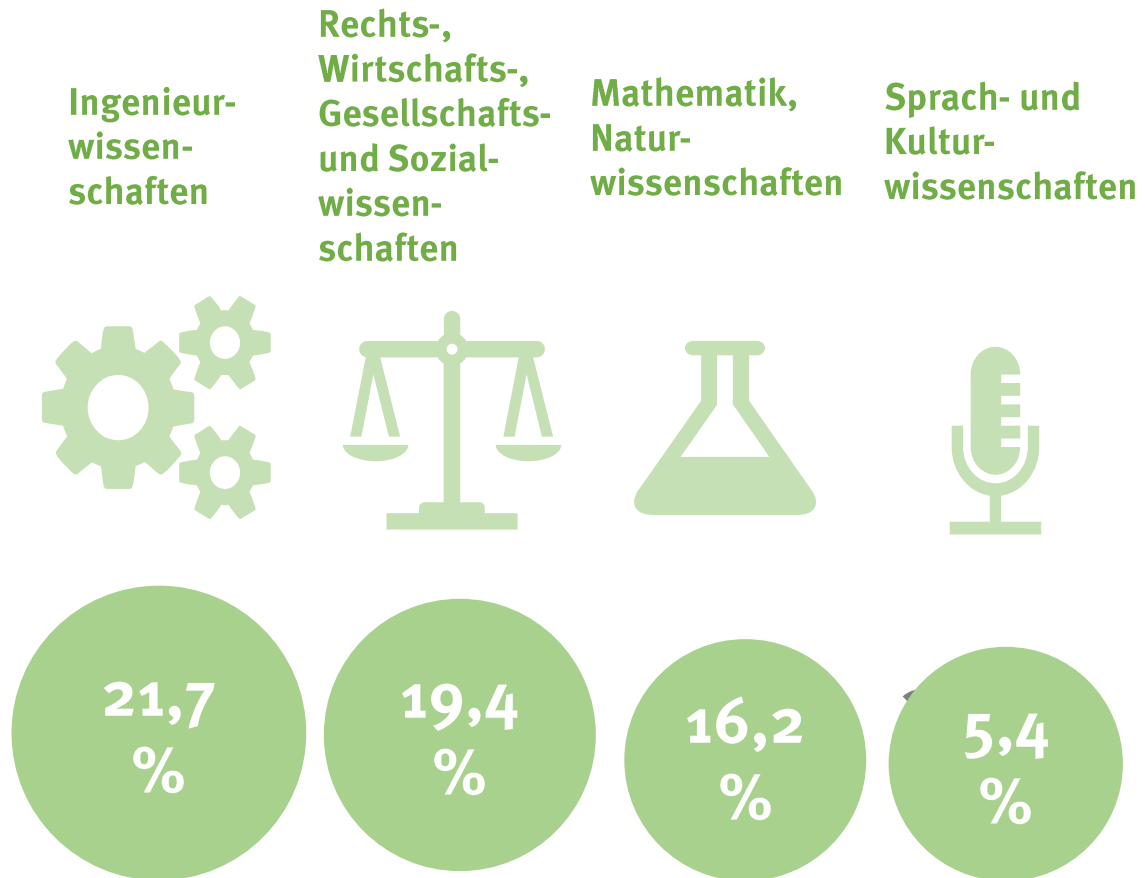 Ingenieur-
wissen-
schaften
Rechts-,
Wirtschafts-,
Gesellschafts-
und Sozial-
wissen-
schaften
Mathematik,
Natur-
wissenschaften
Sprach- und
Kultur-
wissenschaften
21,7
%
19,4
%
16,2
%
5,4
%